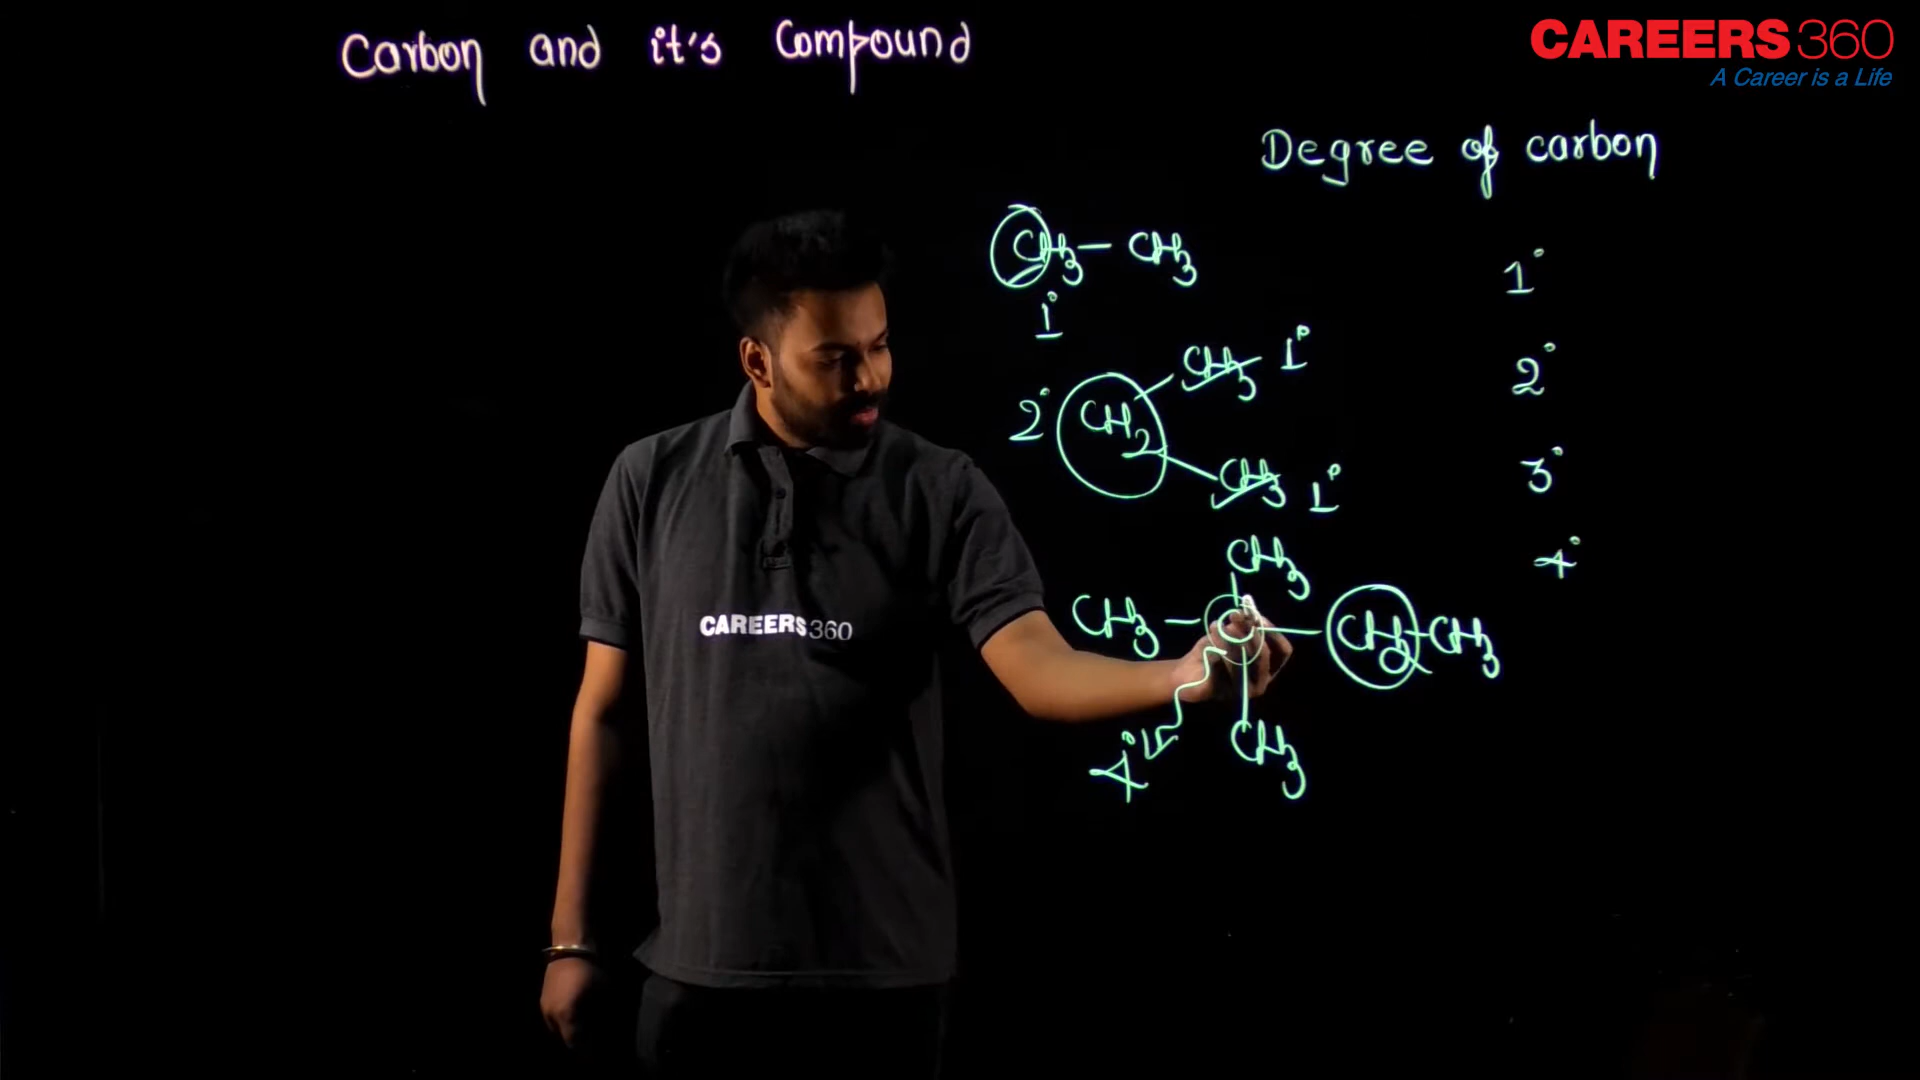 Carbon and it's Compound
CAREERS360
A Career is a Life
Degree of carbon
CH3 — CH3
1°
1°
CH3 1°
2° CH2
2°
CH3 1°
3°
CH3
4°
CH3 — C — CH2 - CH3
4°
CH3
CAREERS360